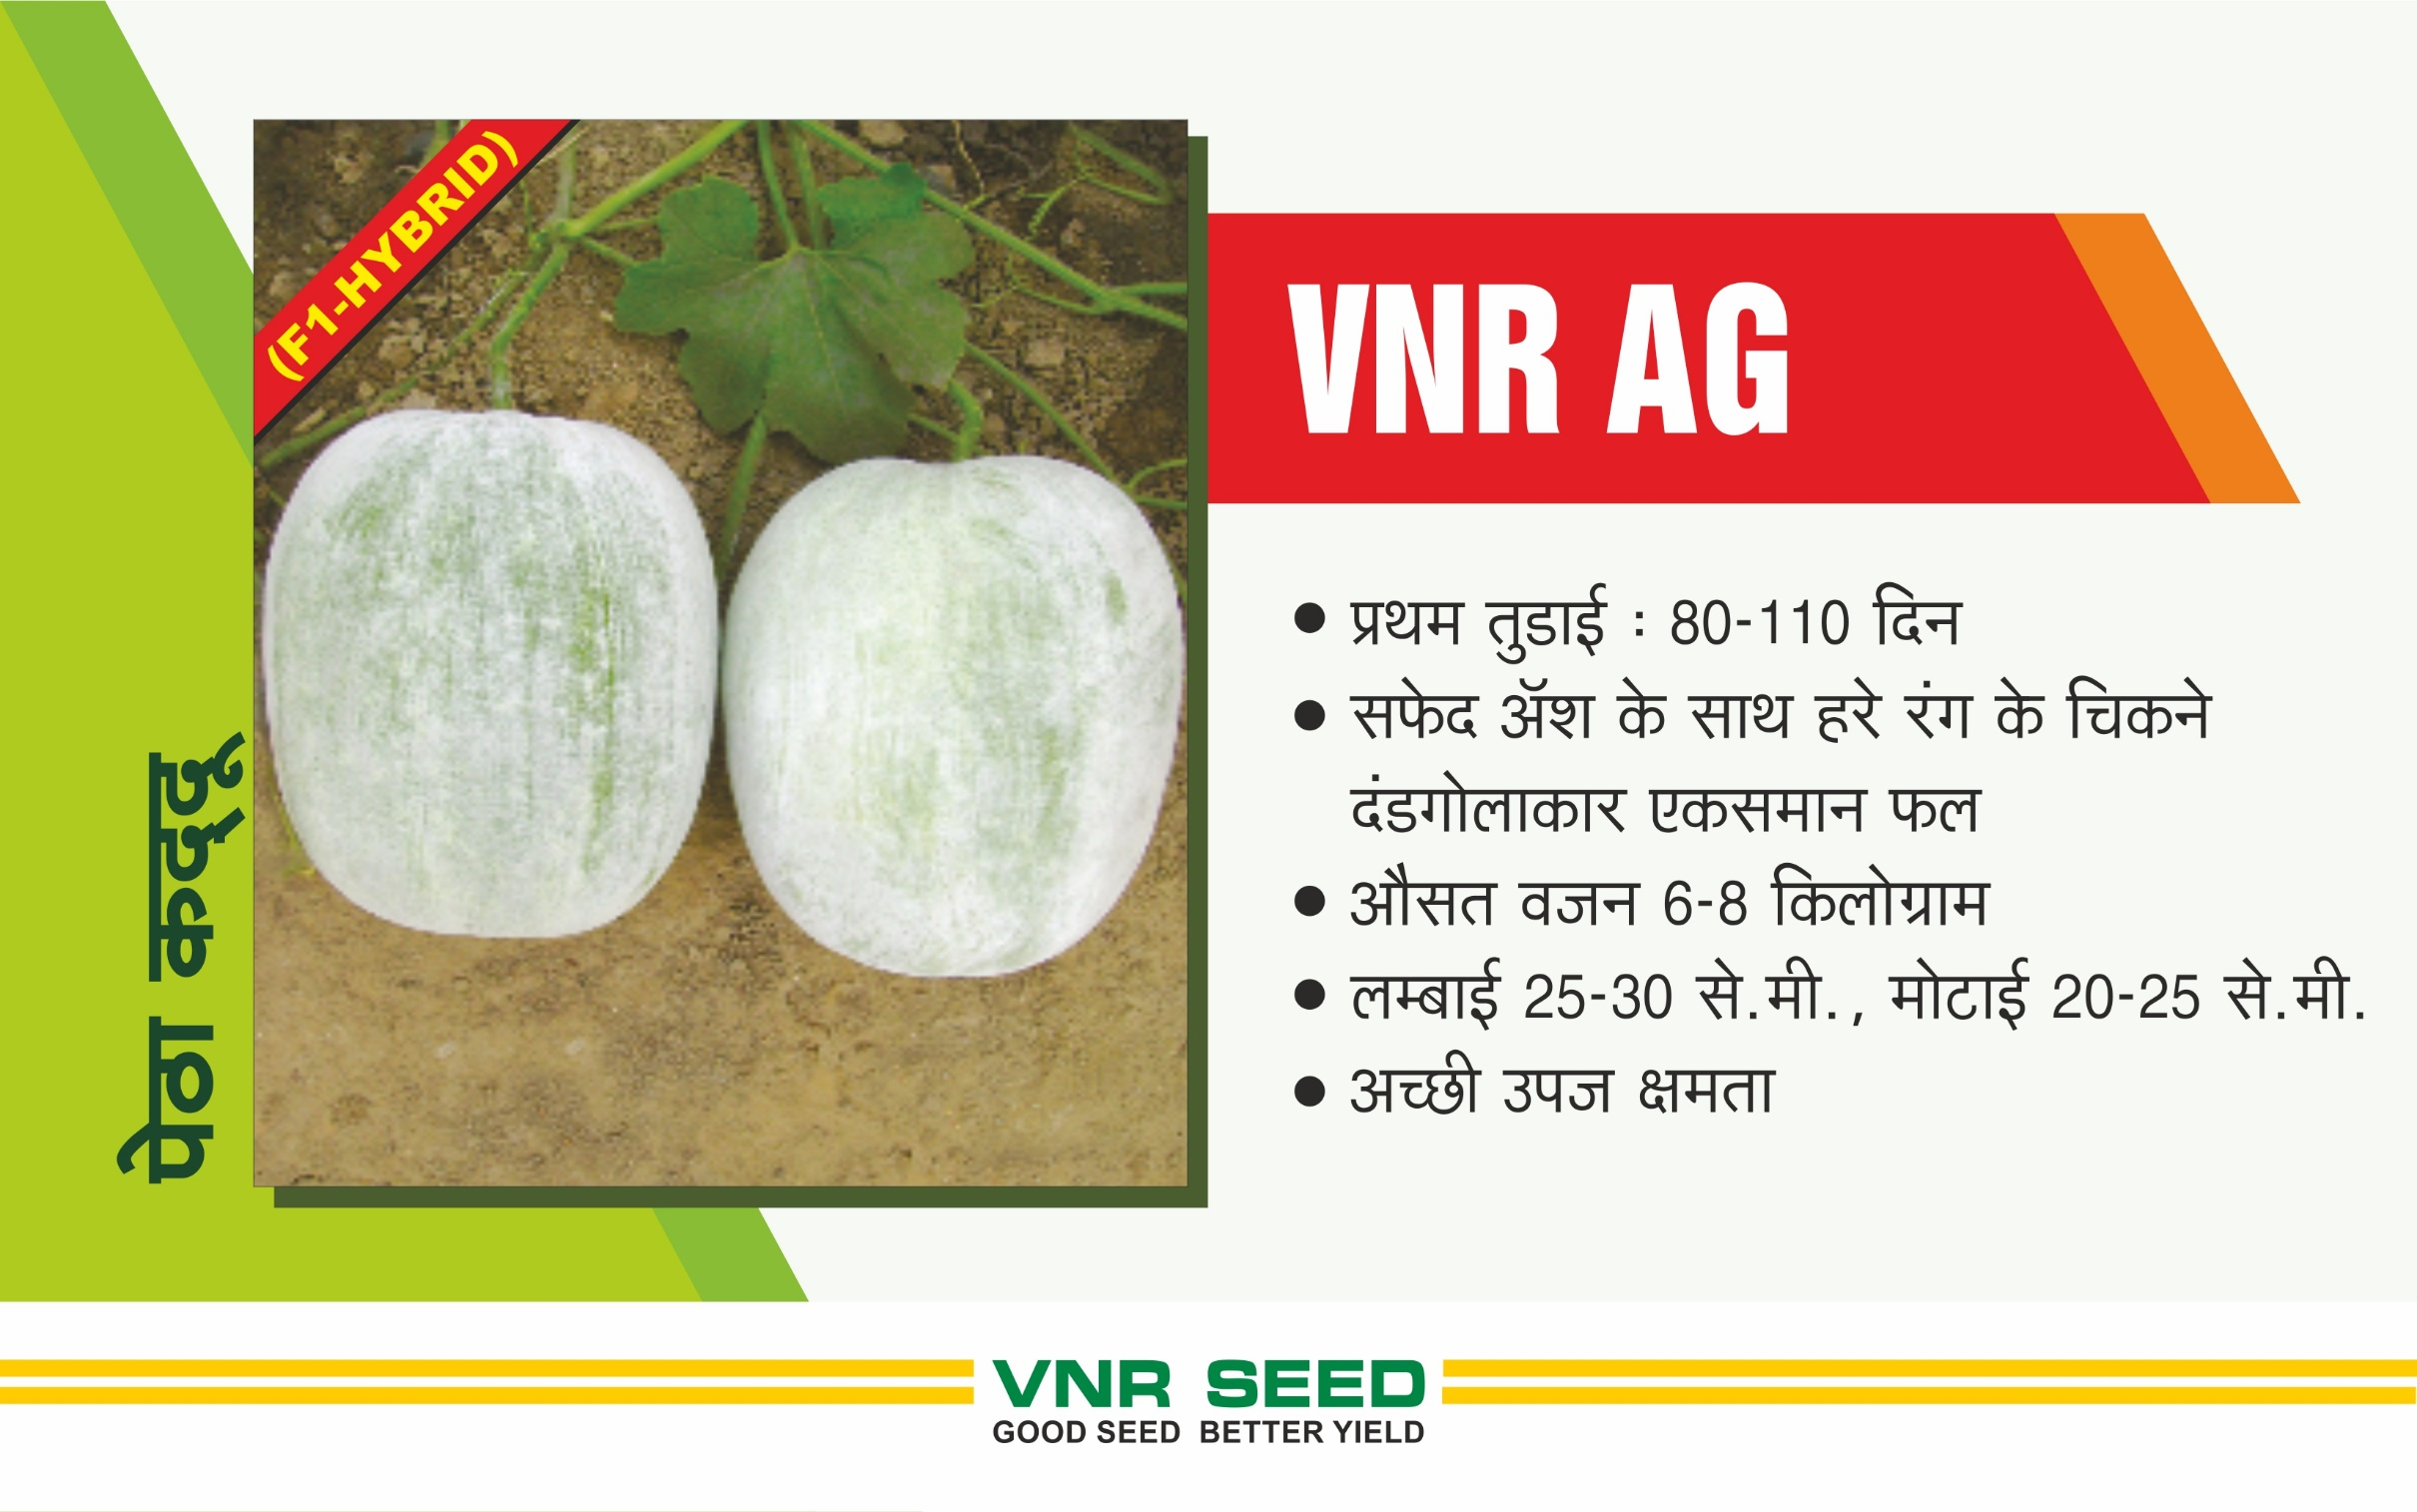 (F1-HYBRID))
पेठा कद्दू
VNR AG
● प्रथम तुडाई : 80-110 दिन
● सफेद ॲश के साथ हरे रंग के चिकने
दंडगोलाकार एकसमान फल
● औसत वजन 6-8 किलोग्राम
● लम्बाई 25-30 से.मी., मोटाई 20-25 से.मी.
● अच्छी उपज क्षमता
VNR SEED
GOOD SEED BETTER YIELD